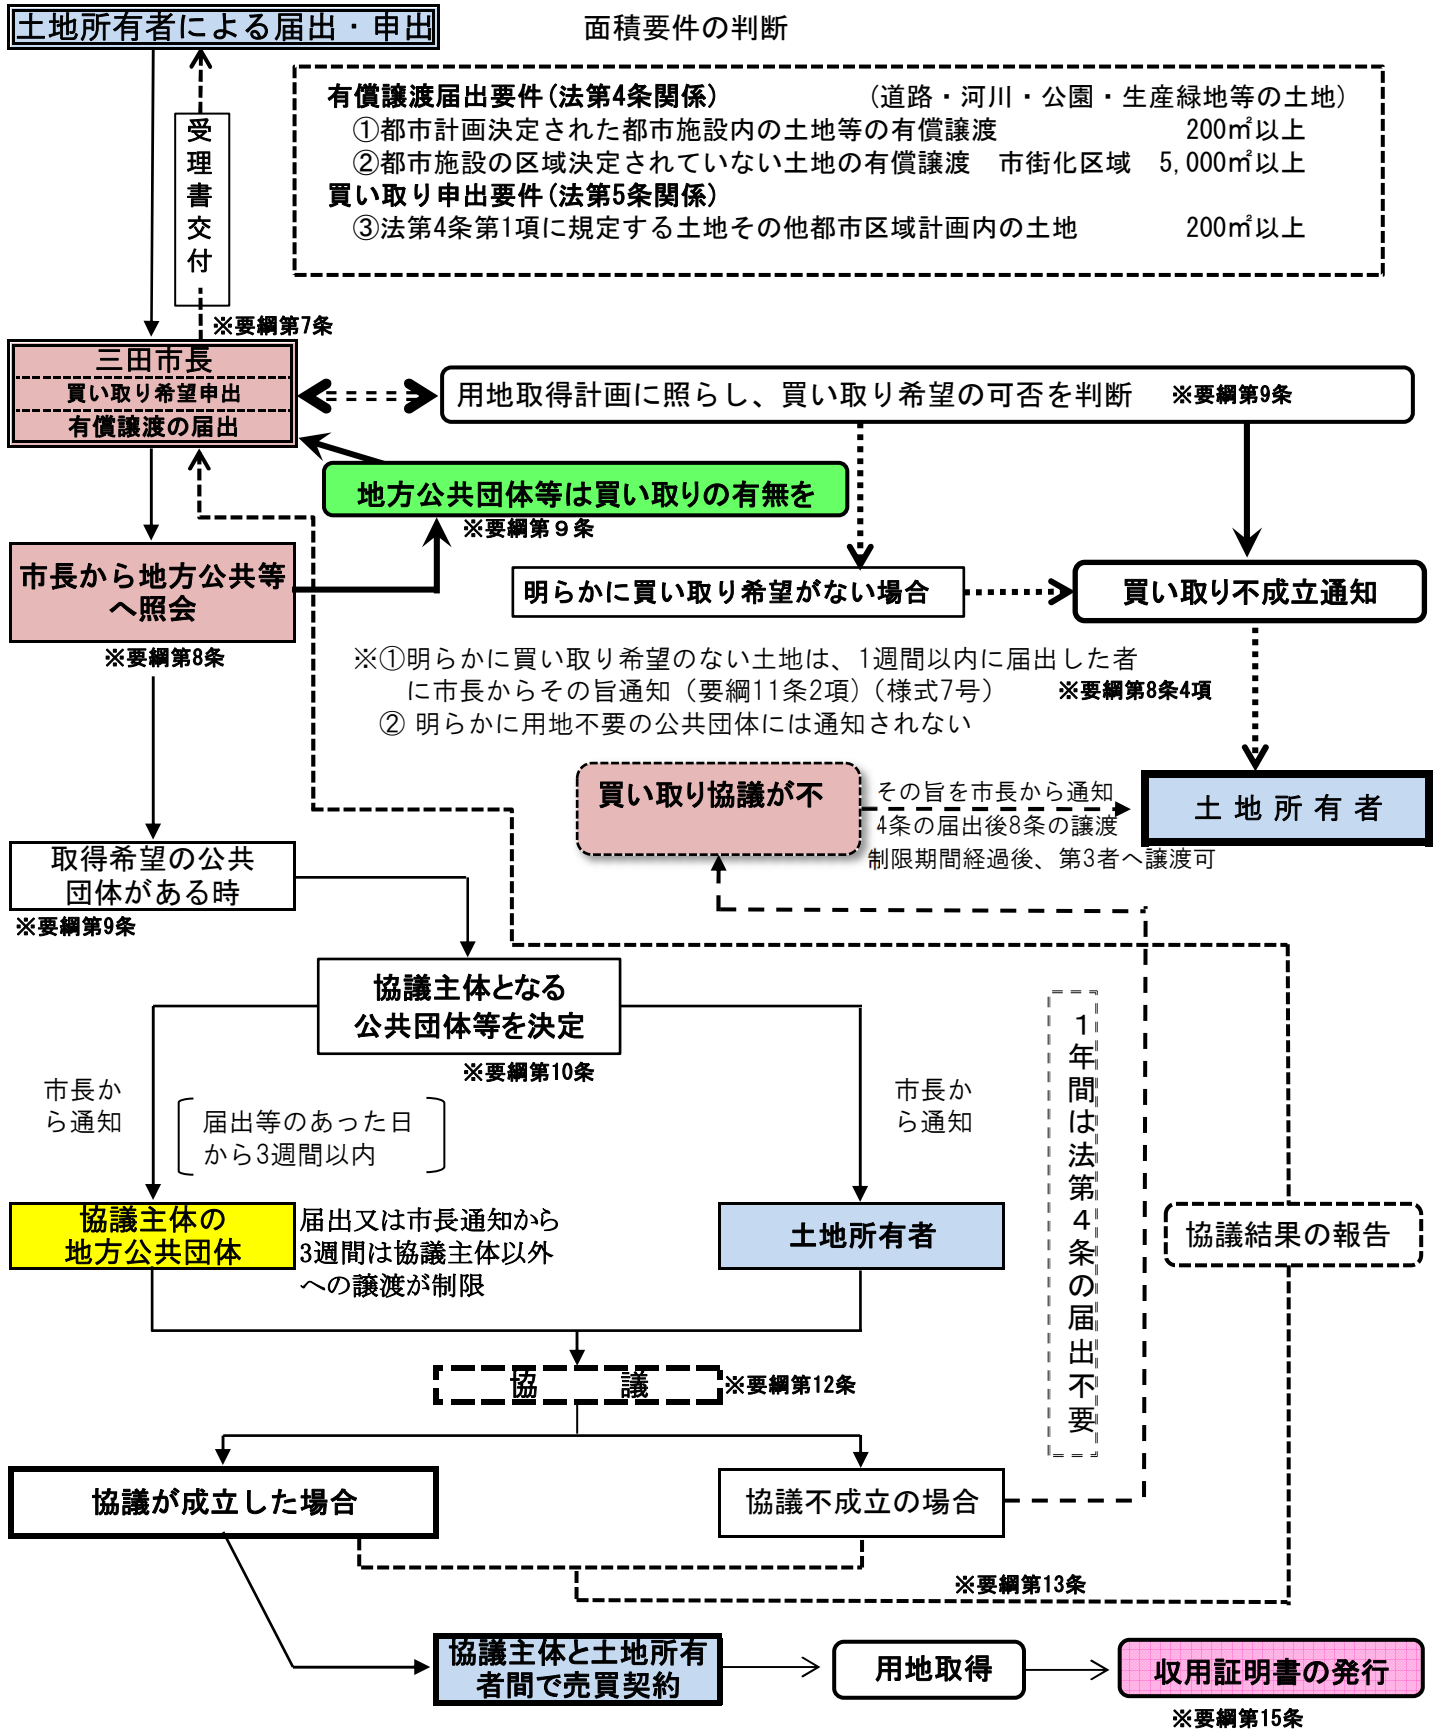 土地所有者による届出・申出
面積要件の判断
有償譲渡届出要件(法第4条関係)　(道路・河川・公園・生産緑地等の土地)
①都市計画決定された都市施設内の土地等の有償譲渡　200㎡以上
②都市施設の区域決定されていない土地の有償譲渡　市街化区域　5,000㎡以上
買い取り申出要件(法第5条関係)
③法第4条第1項に規定する土地その他都市区域計画内の土地　200㎡以上
受理書交付
※要綱第7条
三田市長
買い取り希望申出
有償譲渡の届出
用地取得計画に照らし、買い取り希望の可否を判断　※要綱第9条
地方公共団体等は買い取りの有無を
※要綱第９条
市長から地方公共等
へ照会
※要綱第8条
明らかに買い取り希望がない場合
買い取り不成立通知
※①明らかに買い取り希望のない土地は、1週間以内に届出した者
に市長からその旨通知（要綱11条2項）（様式7号）
※要綱第8条4項
② 明らかに用地不要の公共団体には通知されない
買い取り協議が不
その旨を市長から通知
4条の届出後8条の譲渡
制限期間経過後、第3者へ譲渡可
土地所有者
取得希望の公共
団体がある時
※要綱第9条
協議主体となる
公共団体等を決定
※要綱第10条
市長か
ら通知
届出等のあった日
から3週間以内
市長か
ら通知
１年間は法第４条の届出不要
協議主体の
地方公共団体
届出又は市長通知から
3週間は協議主体以外
への譲渡が制限
土地所有者
協議結果の報告
協　議
※要綱第12条
協議が成立した場合
協議不成立の場合
※要綱第13条
協議主体と土地所有
者間で売買契約
用地取得
収用証明書の発行
※要綱第15条